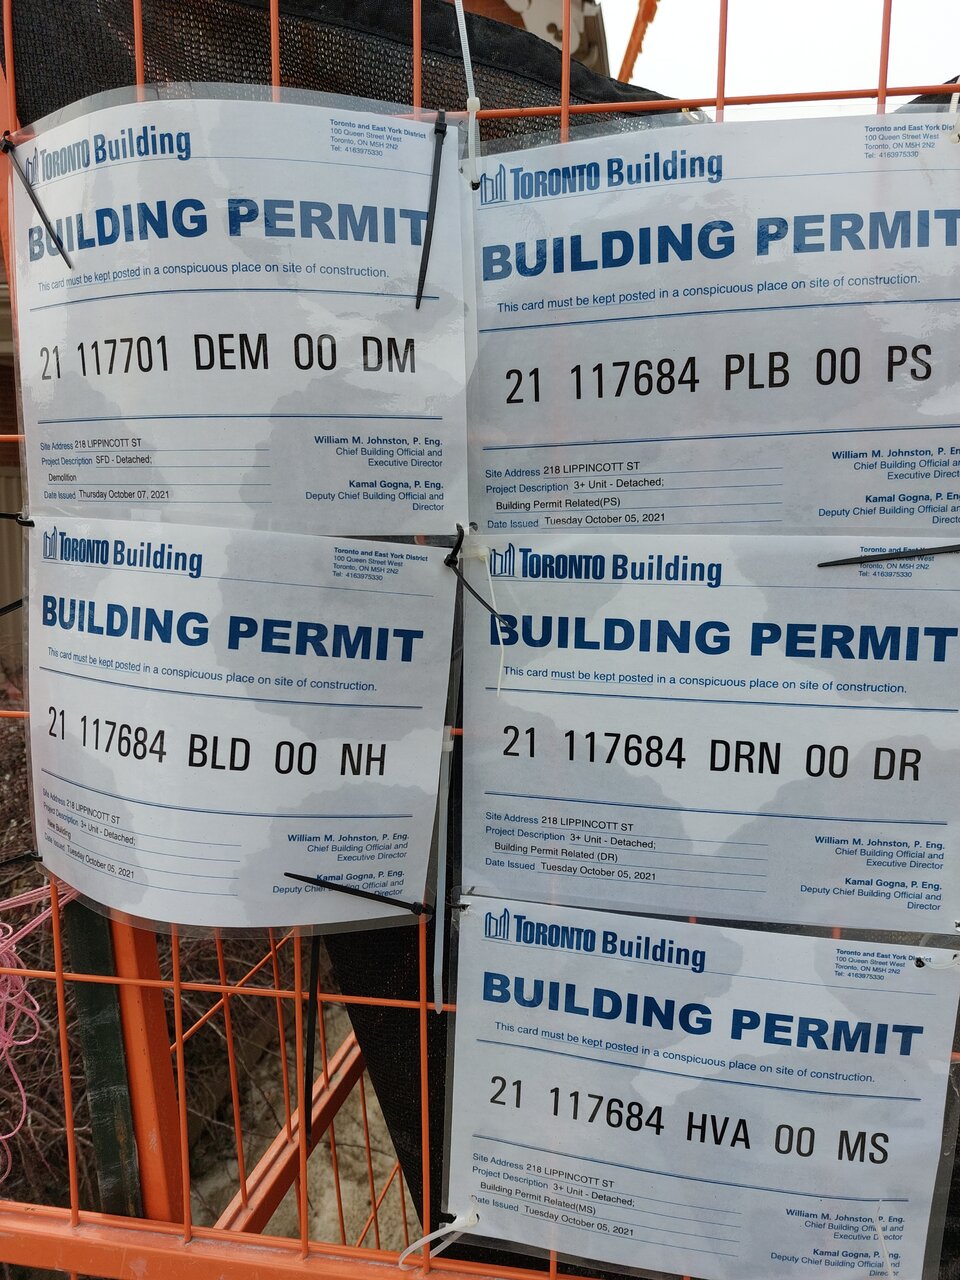 TORONTO Building
Toronto and East York District
100 Queen Street West
Toronto, ON M5H 2N2
Tel: 4163975330
BUILDING PERMIT
This card must be kept posted in a conspicuous place on site of construction.
21 117701 DEM 00 DM
Site Address 218 LIPPINCOTT ST
Project Description SFD - Detached;
Demolition
Date Issued Thursday October 07, 2021
William M. Johnston, P. Eng.
Chief Building Official and
Executive Director
Kamal Gogna, P. Eng.
Deputy Chief Building Official and
Director
TORONTO Building
Toronto and East York Di
100 Queen Street West
Toronto, ON M5H 2N2
Tel: 4163975330
BUILDING PERMIT
This card must be kept posted in a conspicuous place on site of construction.
21 117684 PLB 00 PS
Site Address 218 LIPPINCOTT ST
Project Description 3+ Unit - Detached;
Building Permit Related(PS)
Date Issued Tuesday October 05, 2021
William M. Johnston, P. En
Chief Building Official an
Executive Direct
Kamal Gogna, P. En
Deputy Chief Building Official an
Direct
TORONTO Building
Toronto and East York District
100 Queen Street West
Toronto, ON M5H 2N2
Tel: 4163975330
BUILDING PERMIT
This card must be kept posted in a conspicuous place on site of construction.
21 117684 BLD 00 NH
Site Address 218 LIPPINCOTT ST
Project Description 3+ Unit - Detached;
New Building
Date Issued Tuesday October 05, 2021
William M. Johnston, P. Eng.
Chief Building Official and
Executive Director
Kamal Gogna, P. Eng.
Deputy Chief Building Official and
Director
TORONTO Building
Toronto and East York
100 Queen Street West
Toronto, ON M5H 2N2
Tel: 4163975330
BUILDING PERMIT
This card must be kept posted in a conspicuous place on site of construction.
21 117684 DRN 00 DR
Site Address 218 LIPPINCOTT ST
Project Description 3+ Unit - Detached;
Building Permit Related (DR)
Date Issued Tuesday October 05, 2021
William M. Johnston, P. Eng.
Chief Building Official and
Executive Director
Kamal Gogna, P. Eng.
Deputy Chief Building Official and
Director
TORONTO Building
Toronto and East York District
100 Queen Street West
Toronto, ON M5H 2N2
Tel: 4163975330
BUILDING PERMIT
This card must be kept posted in a conspicuous place on site of construction.
21 117684 HVA 00 MS
Site Address 218 LIPPINCOTT ST
Project Description 3+ Unit - Detached;
Building Permit Related(MS)
Date Issued Tuesday October 05, 2021
William M. Johnston, P. Eng.
Chief Building Official and
Executive Director
Kamal Gogna, P. Eng.
Deputy Chief Building Official and
Director